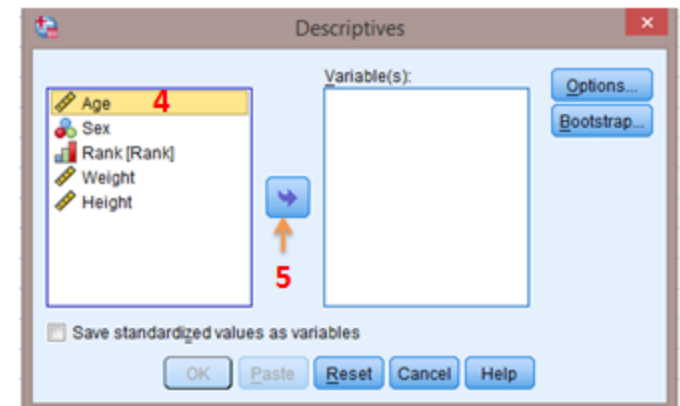 Descriptives
Variable(s):
Age 4
Sex
Rank [Rank]
Weight
Height
5
Options...
Bootstrap...
Save standardized values as variables
OK Paste Reset Cancel Help